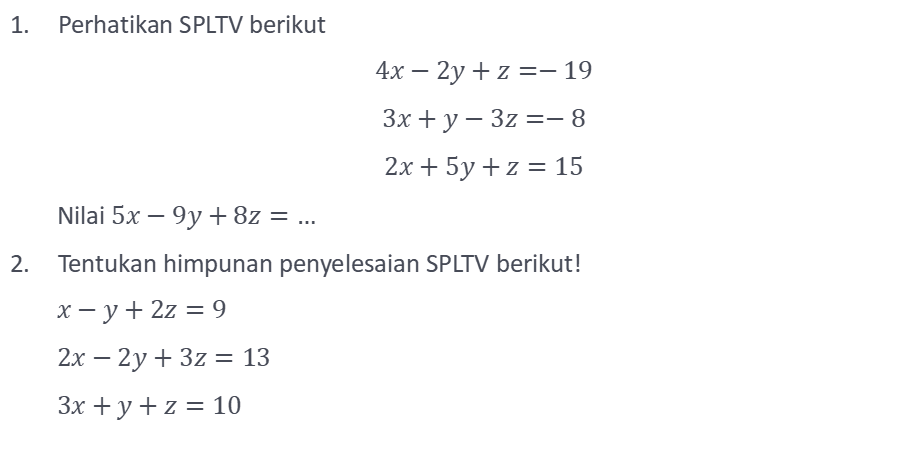 1. Perhatikan SPLTV berikut
4x − 2y + z =− 19
3x + y − 3z =− 8
2x + 5y + z = 15
Nilai 5x − 9y + 8z = ...
2. Tentukan himpunan penyelesaian SPLTV berikut!
x − y + 2z = 9
2x − 2y + 3z = 13
3x + y + z = 10